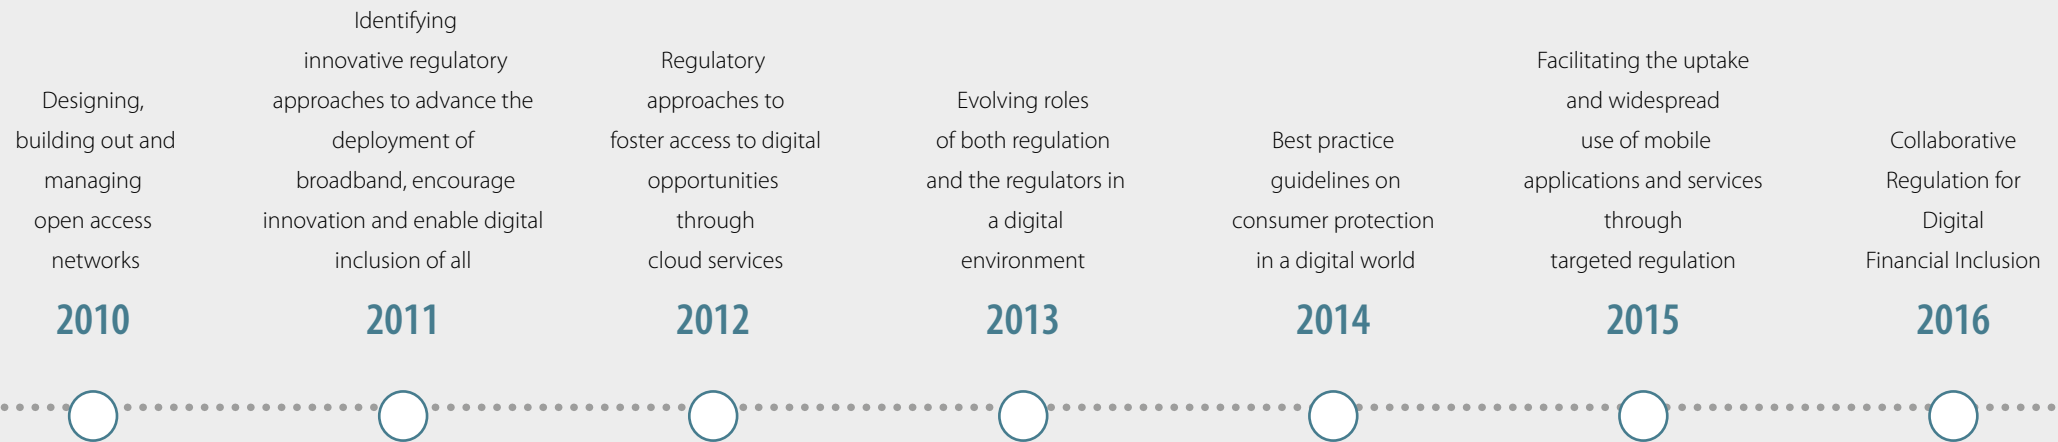 Designing,
building out and
managing
open access
networks
2010
Identifying
innovative regulatory
approaches to advance the
deployment of
broadband, encourage
innovation and enable digital
inclusion of all
2011
Regulatory
approaches to
foster access to digital
opportunities
through
cloud services
2012
Evolving roles
of both regulation
and the regulators in
a digital
environment
2013
Best practice
guidelines on
consumer protection
in a digital world
2014
Facilitating the uptake
and widespread
use of mobile
applications and services
through
targeted regulation
2015
Collaborative
Regulation for
Digital
Financial Inclusion
2016